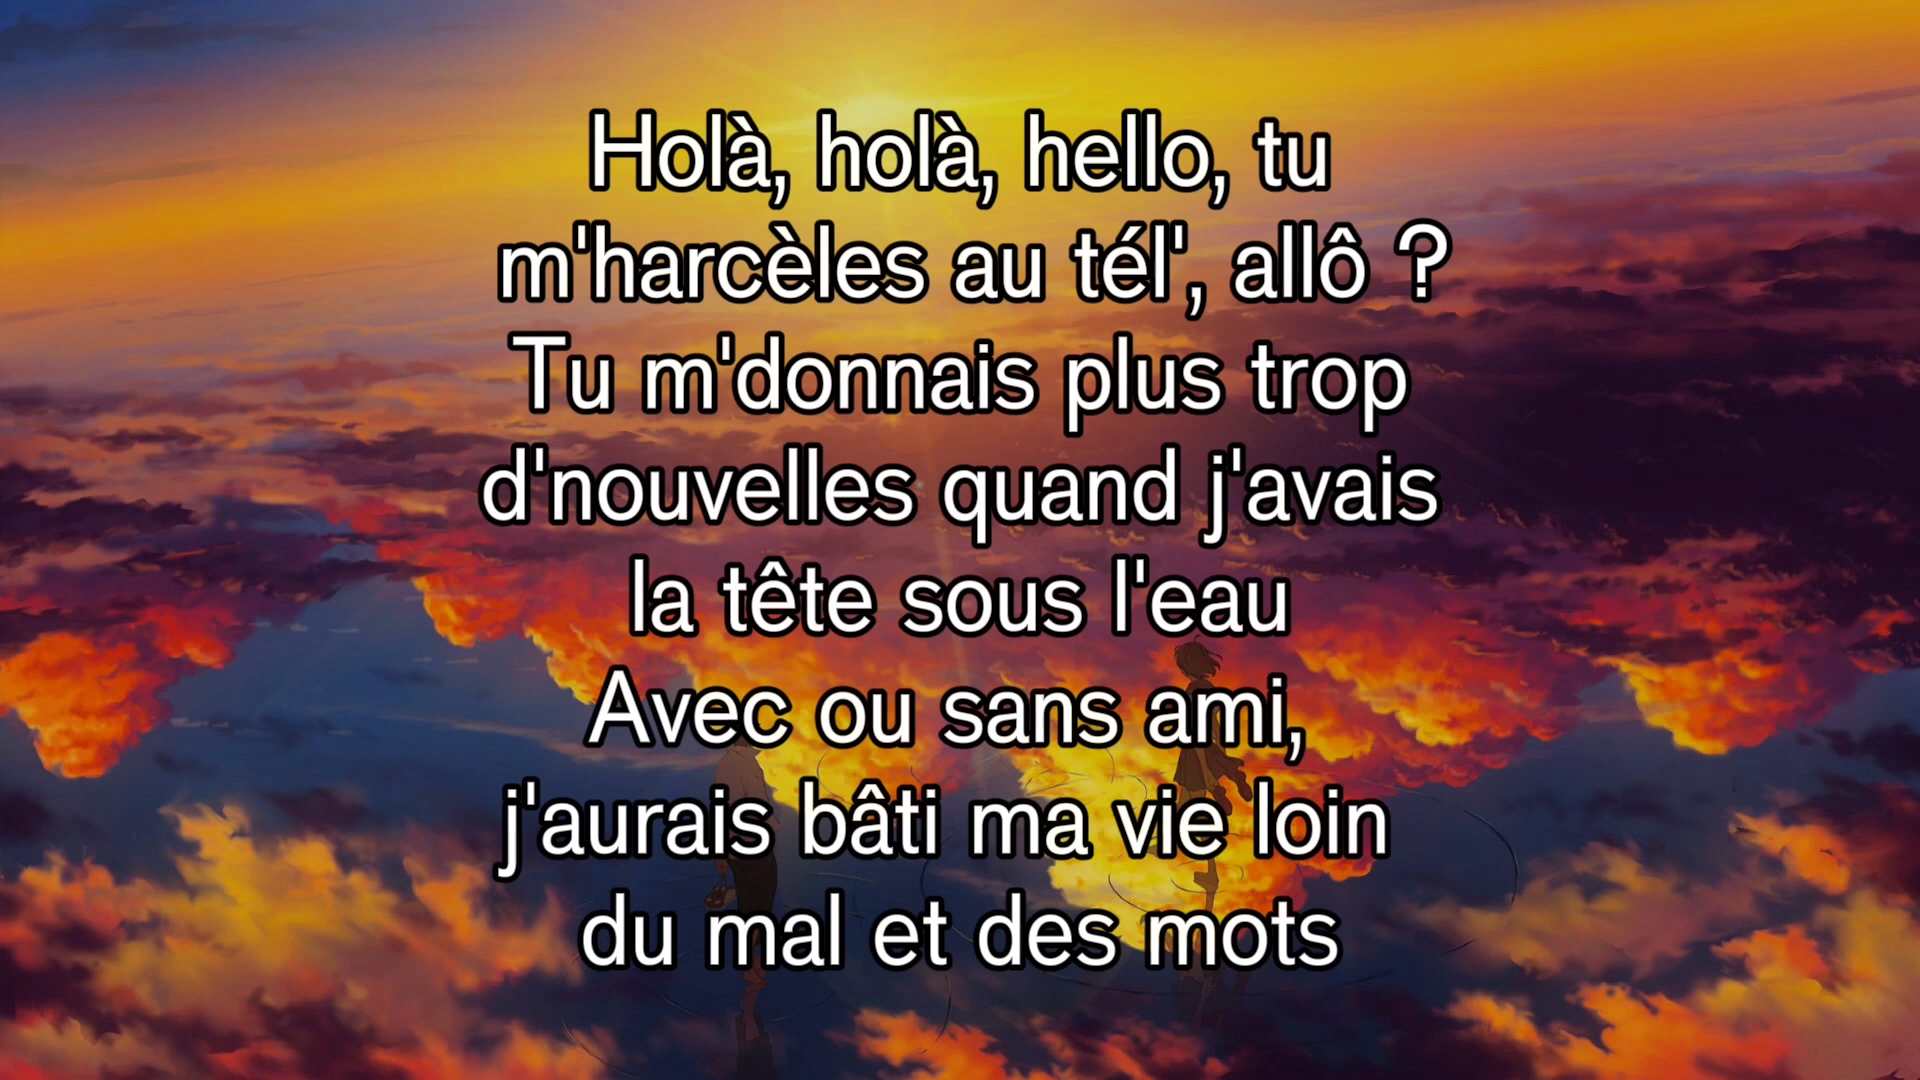 Holà, holà, hello, tu
m'harcèles au tél', allô ?
Tu m'donnais plus trop
d'nouvelles quand j'avais
la tête sous l'eau
Avec ou sans ami,
j'aurais bâti ma vie loin
du mal et des mots